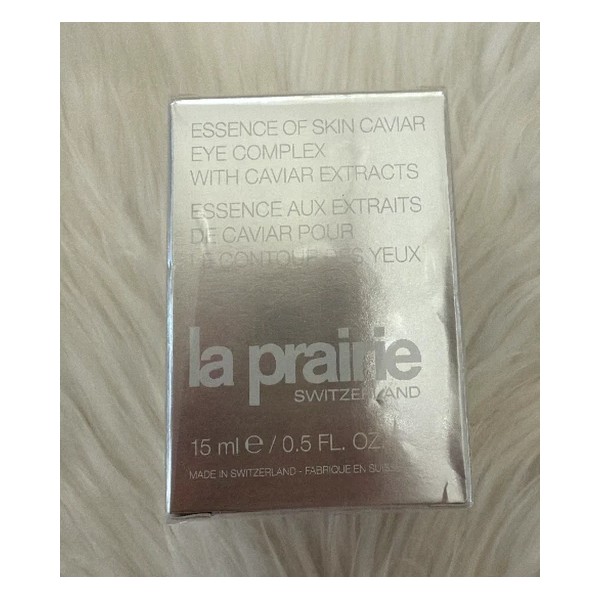 ESSENCE OF SKIN CAVIAR
EYE COMPLEX
WITH CAVIAR EXTRACTS
ESSENCE AUX EXTRAITS
DE CAVIAR POUR
LE CONTOUR DES YEUX
la prairie
SWITZERLAND
15 ml e / 0.5 FL. OZ.
MADE IN SWITZERLAND - FABRIQUÉ EN SUISSE